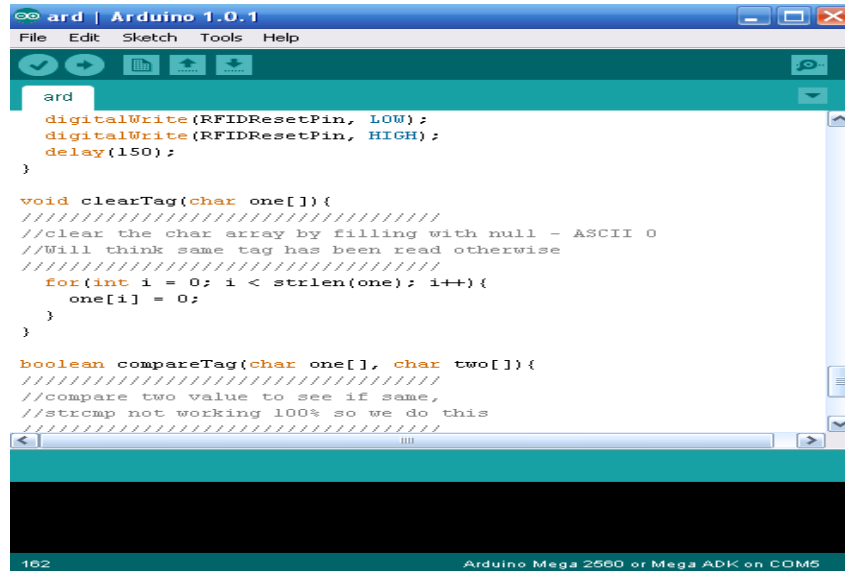 ard | Arduino 1.0.1
File Edit Sketch Tools Help
ard
digitalWrite(RFIDResetPin, LOW);
digitalWrite(RFIDResetPin, HIGH);
delay(150);
}
void clearTag(char one[]){
///////////////////////////////////
//clear the char array by filling with null - ASCII 0
//Will think same tag has been read otherwise
///////////////////////////////////
for(int i = 0; i < strlen(one); i++){
one[i] = 0;
}
}
boolean compareTag(char one[], char two[]){
///////////////////////////////////
//compare two value to see if same,
//strcmp not working 100% so we do this
///////////////////////////////////
162
Arduino Mega 2560 or Mega ADK on COM5